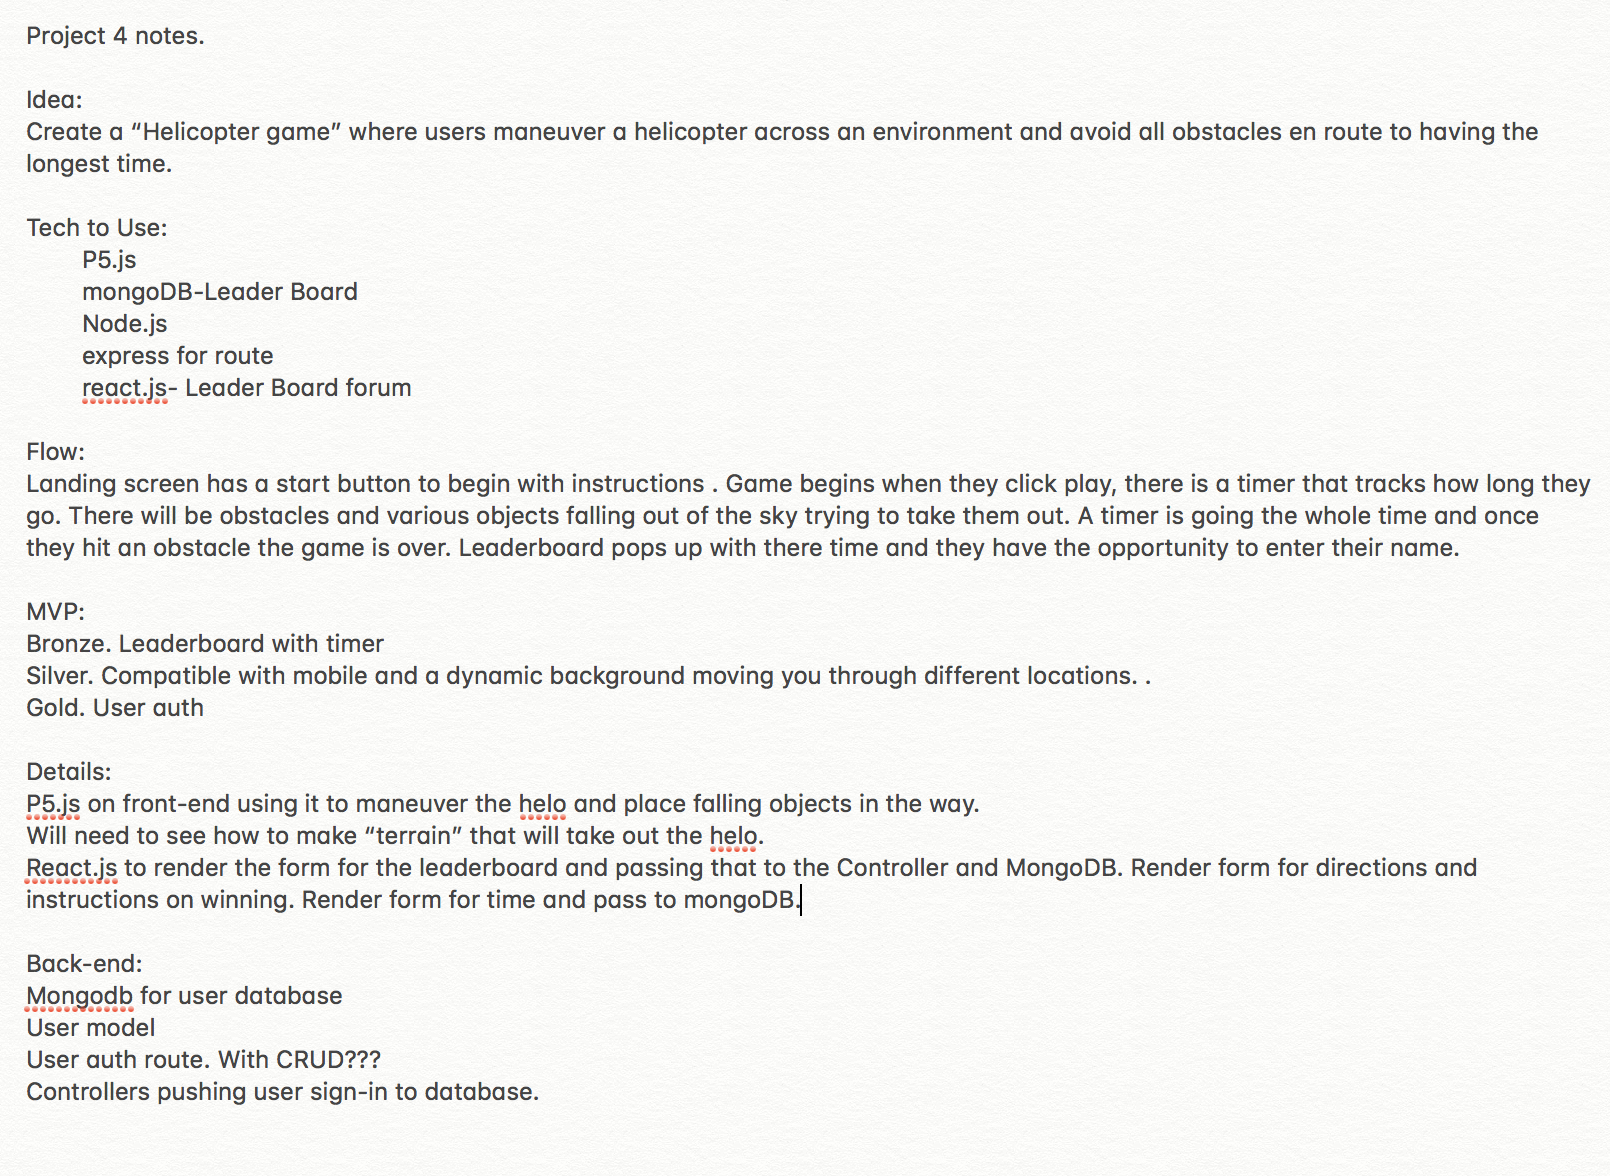 Project 4 notes.
Idea:
Create a “Helicopter game” where users maneuver a helicopter across an environment and avoid all obstacles en route to having the
longest time.
Tech to Use:
P5.js
mongoDB-Leader Board
Node.js
express for route
react.js- Leader Board forum
Flow:
Landing screen has a start button to begin with instructions . Game begins when they click play, there is a timer that tracks how long they
go. There will be obstacles and various objects falling out of the sky trying to take them out. A timer is going the whole time and once
they hit an obstacle the game is over. Leaderboard pops up with there time and they have the opportunity to enter their name.
MVP:
Bronze. Leaderboard with timer
Silver. Compatible with mobile and a dynamic background moving you through different locations. .
Gold. User auth
Details:
P5.js on front-end using it to maneuver the helo and place falling objects in the way.
Will need to see how to make “terrain” that will take out the helo.
React.js to render the form for the leaderboard and passing that to the Controller and MongoDB. Render form for directions and
instructions on winning. Render form for time and pass to mongoDB.
Back-end:
Mongodb for user database
User model
User auth route. With CRUD???
Controllers pushing user sign-in to database.